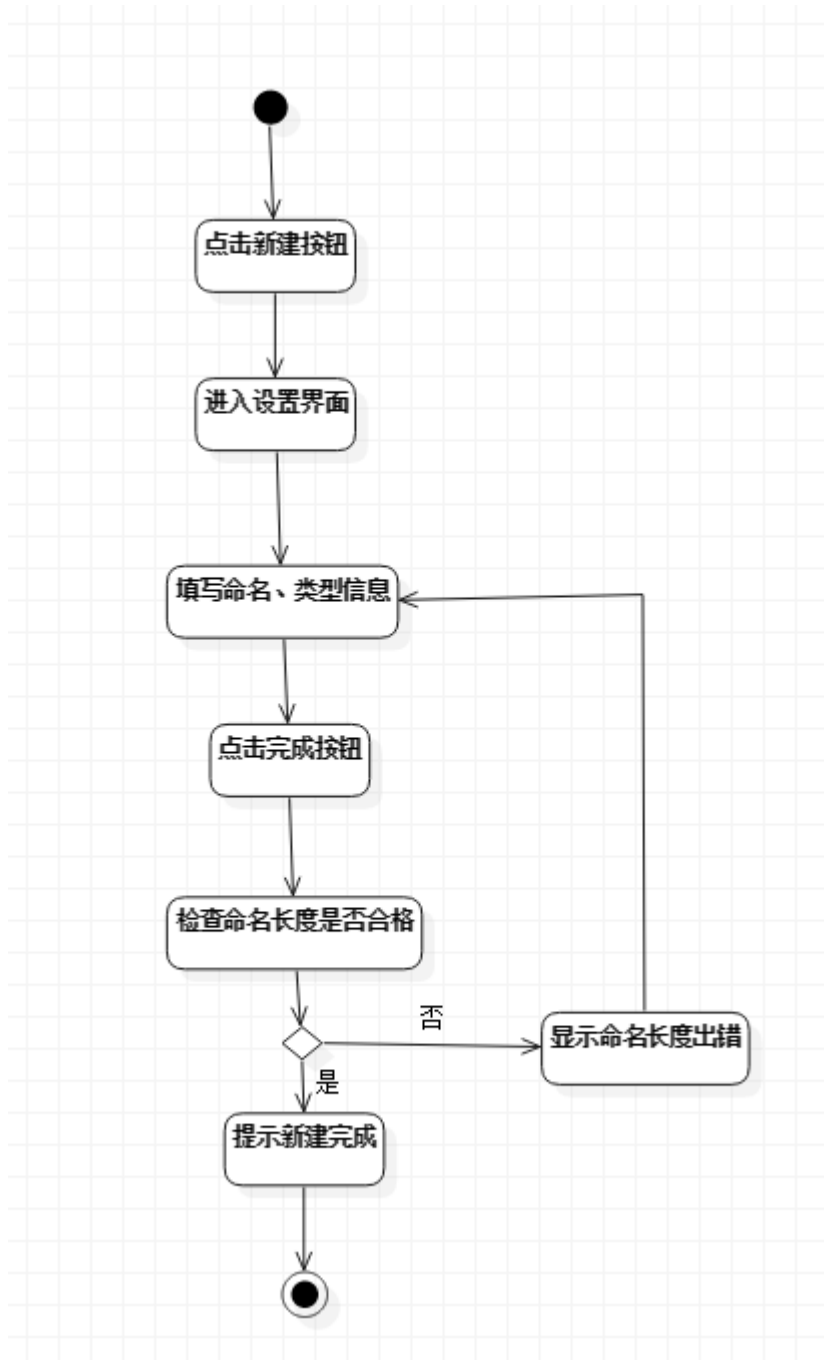 点击新建按钮
进入设置界面
填写命名、类型信息
点击完成按钮
检查命名长度是否合格
否
显示命名长度出错
是
提示新建完成